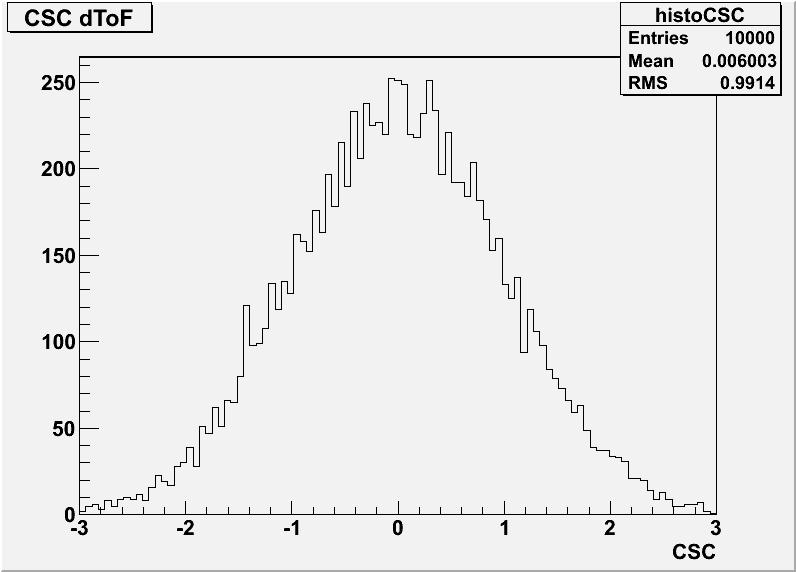 CSC dToF
histoCSC
Entries 10000
Mean 0.006003
RMS 0.9914
250
200
150
100
50
0
-3 -2 -1 0 1 2 3
CSC